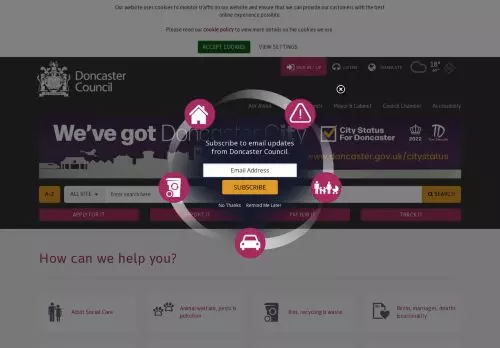 Our website uses cookies to monitor traffic on our website and ensure that we can provide our customers with the best
online experience possible.
Please read our cookie policy to view more details on the cookies we use.
ACCEPT COOKIES VIEW SETTINGS
Doncaster
Council
SIGN IN / UP LISTEN TRANSLATE 18°
Mayor & Cabinet Council Chamber Accessibility
We've got Doncaster City
City Status
For Doncaster
2022
www.doncaster.gov.uk/citystatus
Subscribe to email updates
from Doncaster Council
Email Address
SUBSCRIBE
No Thanks Remind Me Later
A-Z ALL SITE Enter search here SEARCH
APPLY FOR IT REPORT IT PAY FOR IT TRACK IT
How can we help you?
Adult Social Care
Animal welfare, pests &
pollution
Bins, recycling & waste
Births, marriages, deaths
& nationality